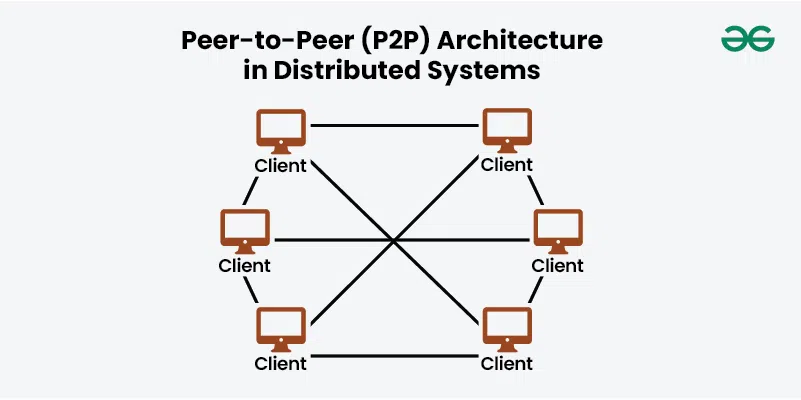 Peer-to-Peer (P2P) Architecture
in Distributed Systems
Client
Client
Client
Client
Client
Client